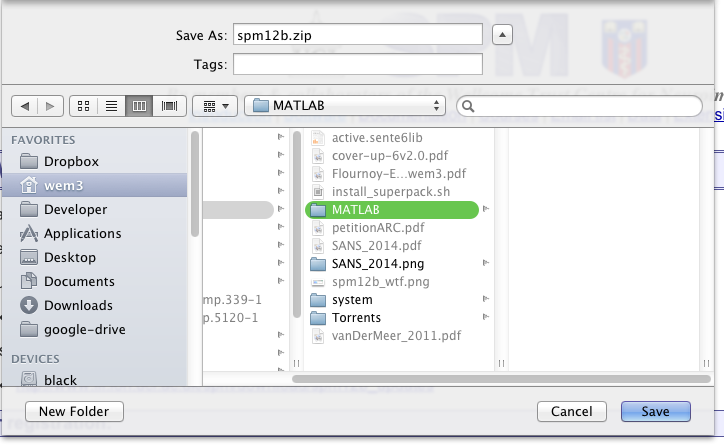 SPM
Save As: spm12b.zip
Tags:
MATLAB
FAVORITES
Dropbox
wem3
Developer
Applications
Desktop
Documents
Downloads
google-drive
DEVICES
black
mp.339-1
p.5120-1
active.sente6lib
cover-up-6v2.0.pdf
Flournoy-E...wem3.pdf
install_superpack.sh
MATLAB
petitionARC.pdf
SANS_2014.pdf
SANS_2014.png
spm12b_wtf.png
system
Torrents
vanDerMeer_2011.pdf
New Folder
Cancel
Save
registration: